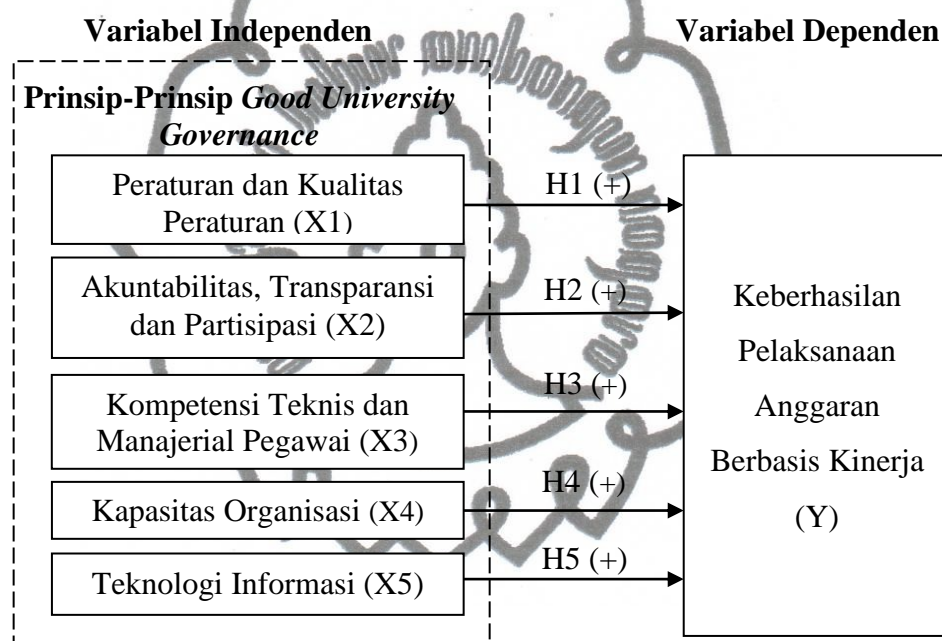 Variabel Independen
Variabel Dependen
Prinsip-Prinsip Good University
Governance
Peraturan dan Kualitas
Peraturan (X1)
H1 (+)
Akuntabilitas, Transparansi
dan Partisipasi (X2)
H2 (+)
Kompetensi Teknis dan
Manajerial Pegawai (X3)
H3 (+)
Kapasitas Organisasi (X4)
H4 (+)
Teknologi Informasi (X5)
H5 (+)
Keberhasilan
Pelaksanaan
Anggaran
Berbasis Kinerja
(Y)